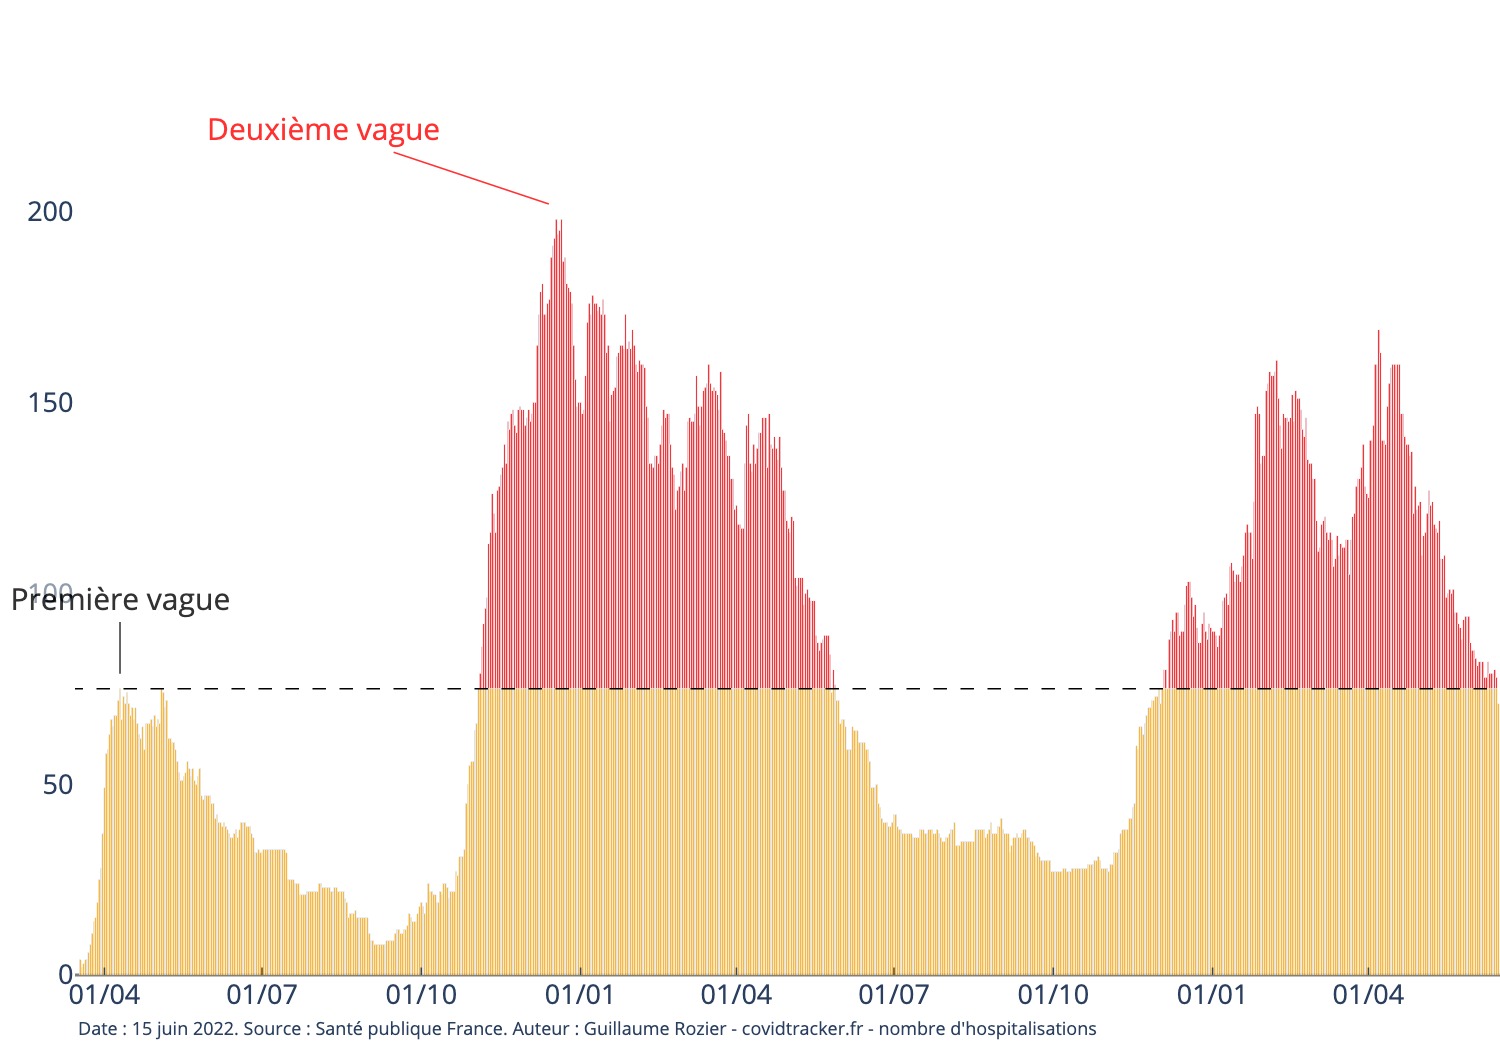 Deuxième vague
200
150
100
Première vague
50
0
01/04 01/07 01/10 01/01 01/04 01/07 01/10 01/01 01/04
Date : 15 juin 2022. Source : Santé publique France. Auteur : Guillaume Rozier - covidtracker.fr - nombre d'hospitalisations